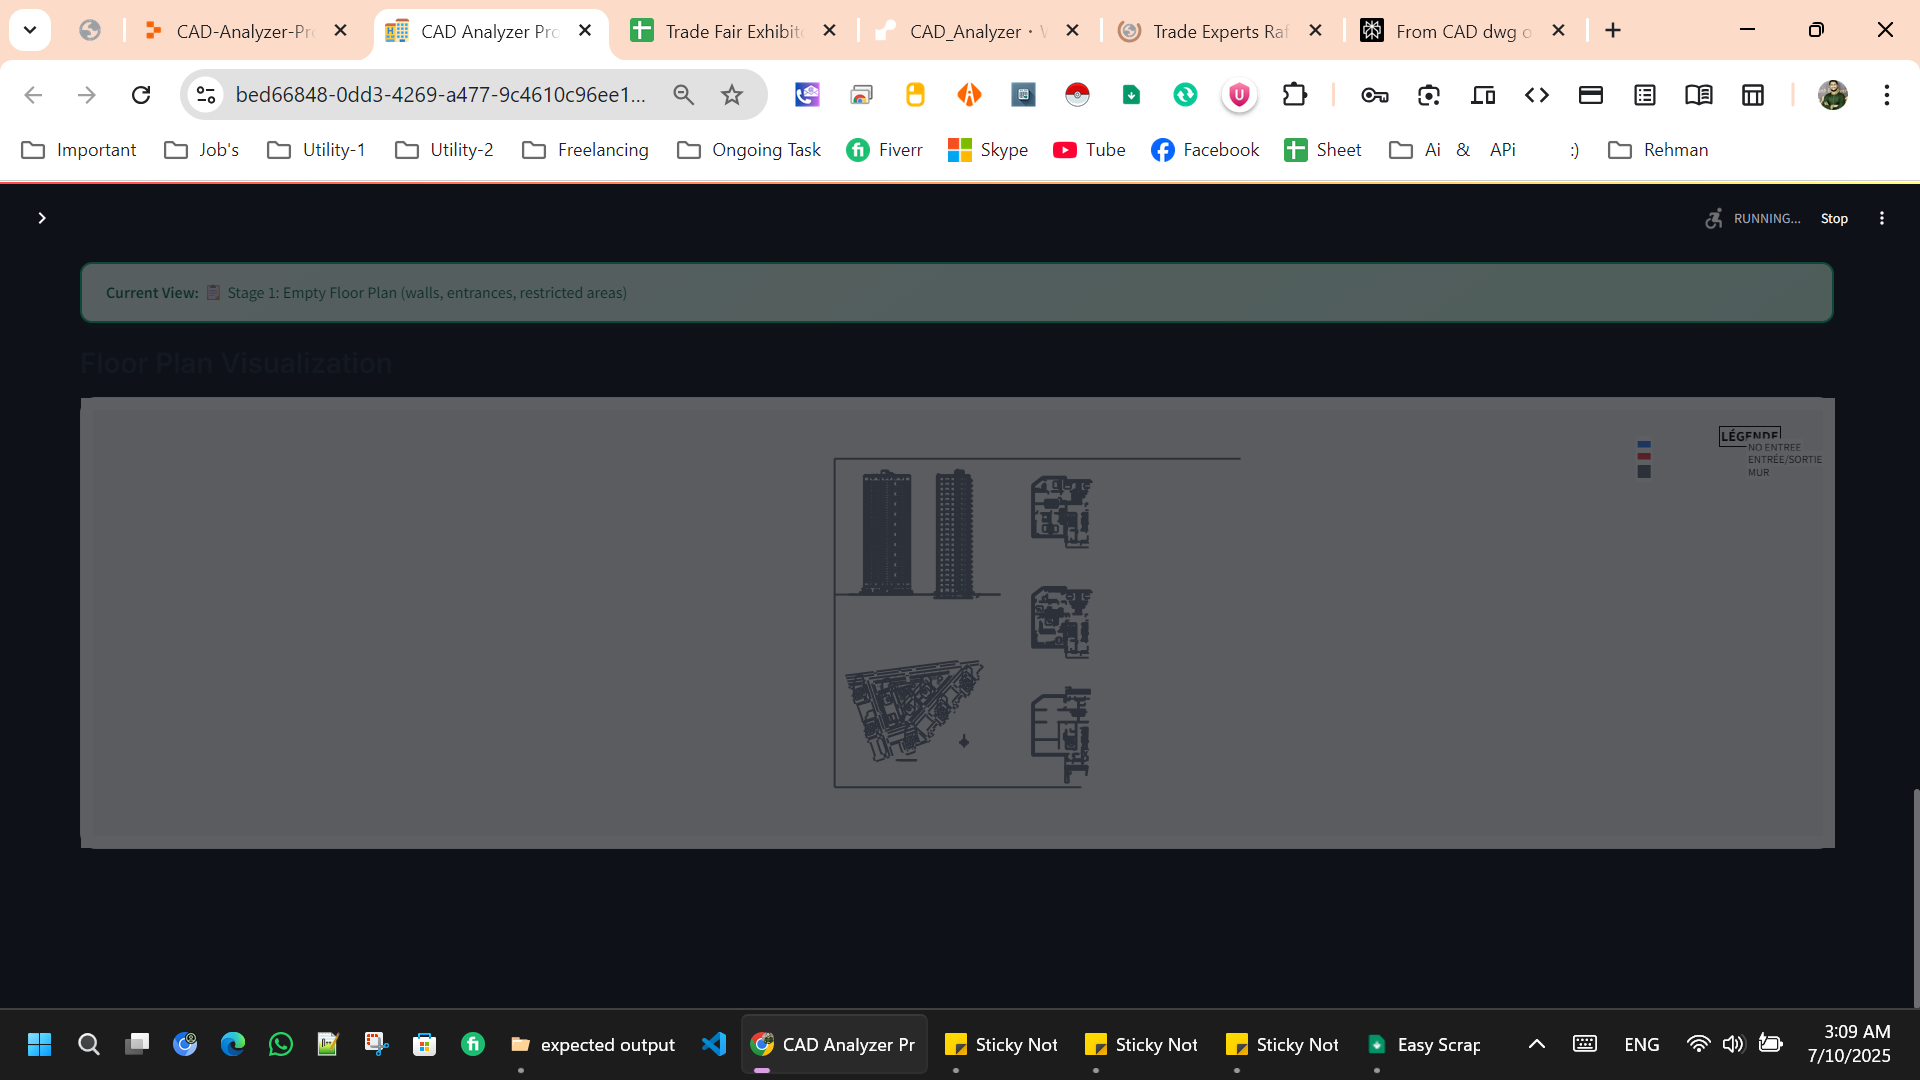 CAD-Analyzer-Pr
CAD Analyzer Pro
Trade Fair Exhibit
CAD_Analyzer ·
Trade Experts Raf
From CAD dwg o
bed66848-0dd3-4269-a477-9c4610c96ee1...
Important
Job's
Utility-1
Utility-2
Freelancing
Ongoing Task
Fiverr
Skype
Tube
Facebook
Sheet
Ai & APi :)
Rehman
RUNNING...
Stop
Current View: 📋 Stage 1: Empty Floor Plan (walls, entrances, restricted areas)
Floor Plan Visualization
LÉGENDE
NO ENTREE
ENTRÉE/SORTIE
MUR
expected output
CAD Analyzer Pr
Sticky Not
Sticky Not
Sticky Not
Easy Scrap
ENG
3:09 AM
7/10/2025